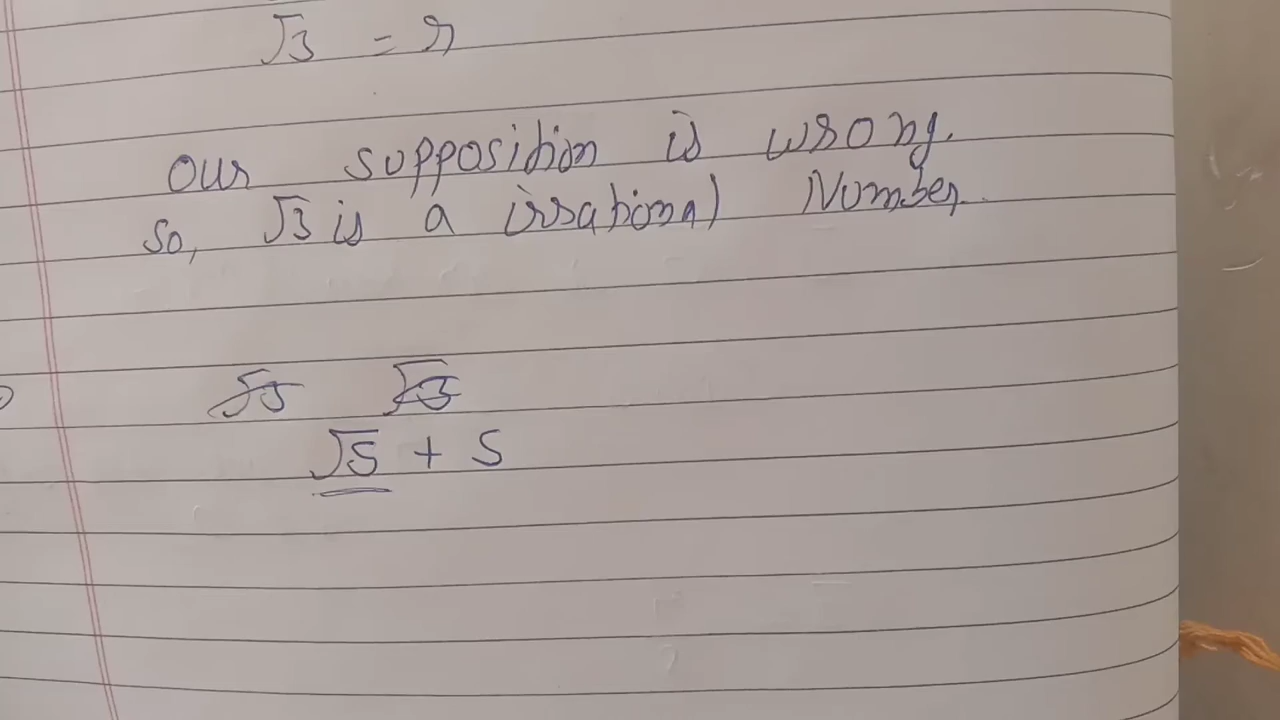 √3 = r
Our supposition is wrong.
So, √3 is a irrational Number.
√5 √3
√5 + 5